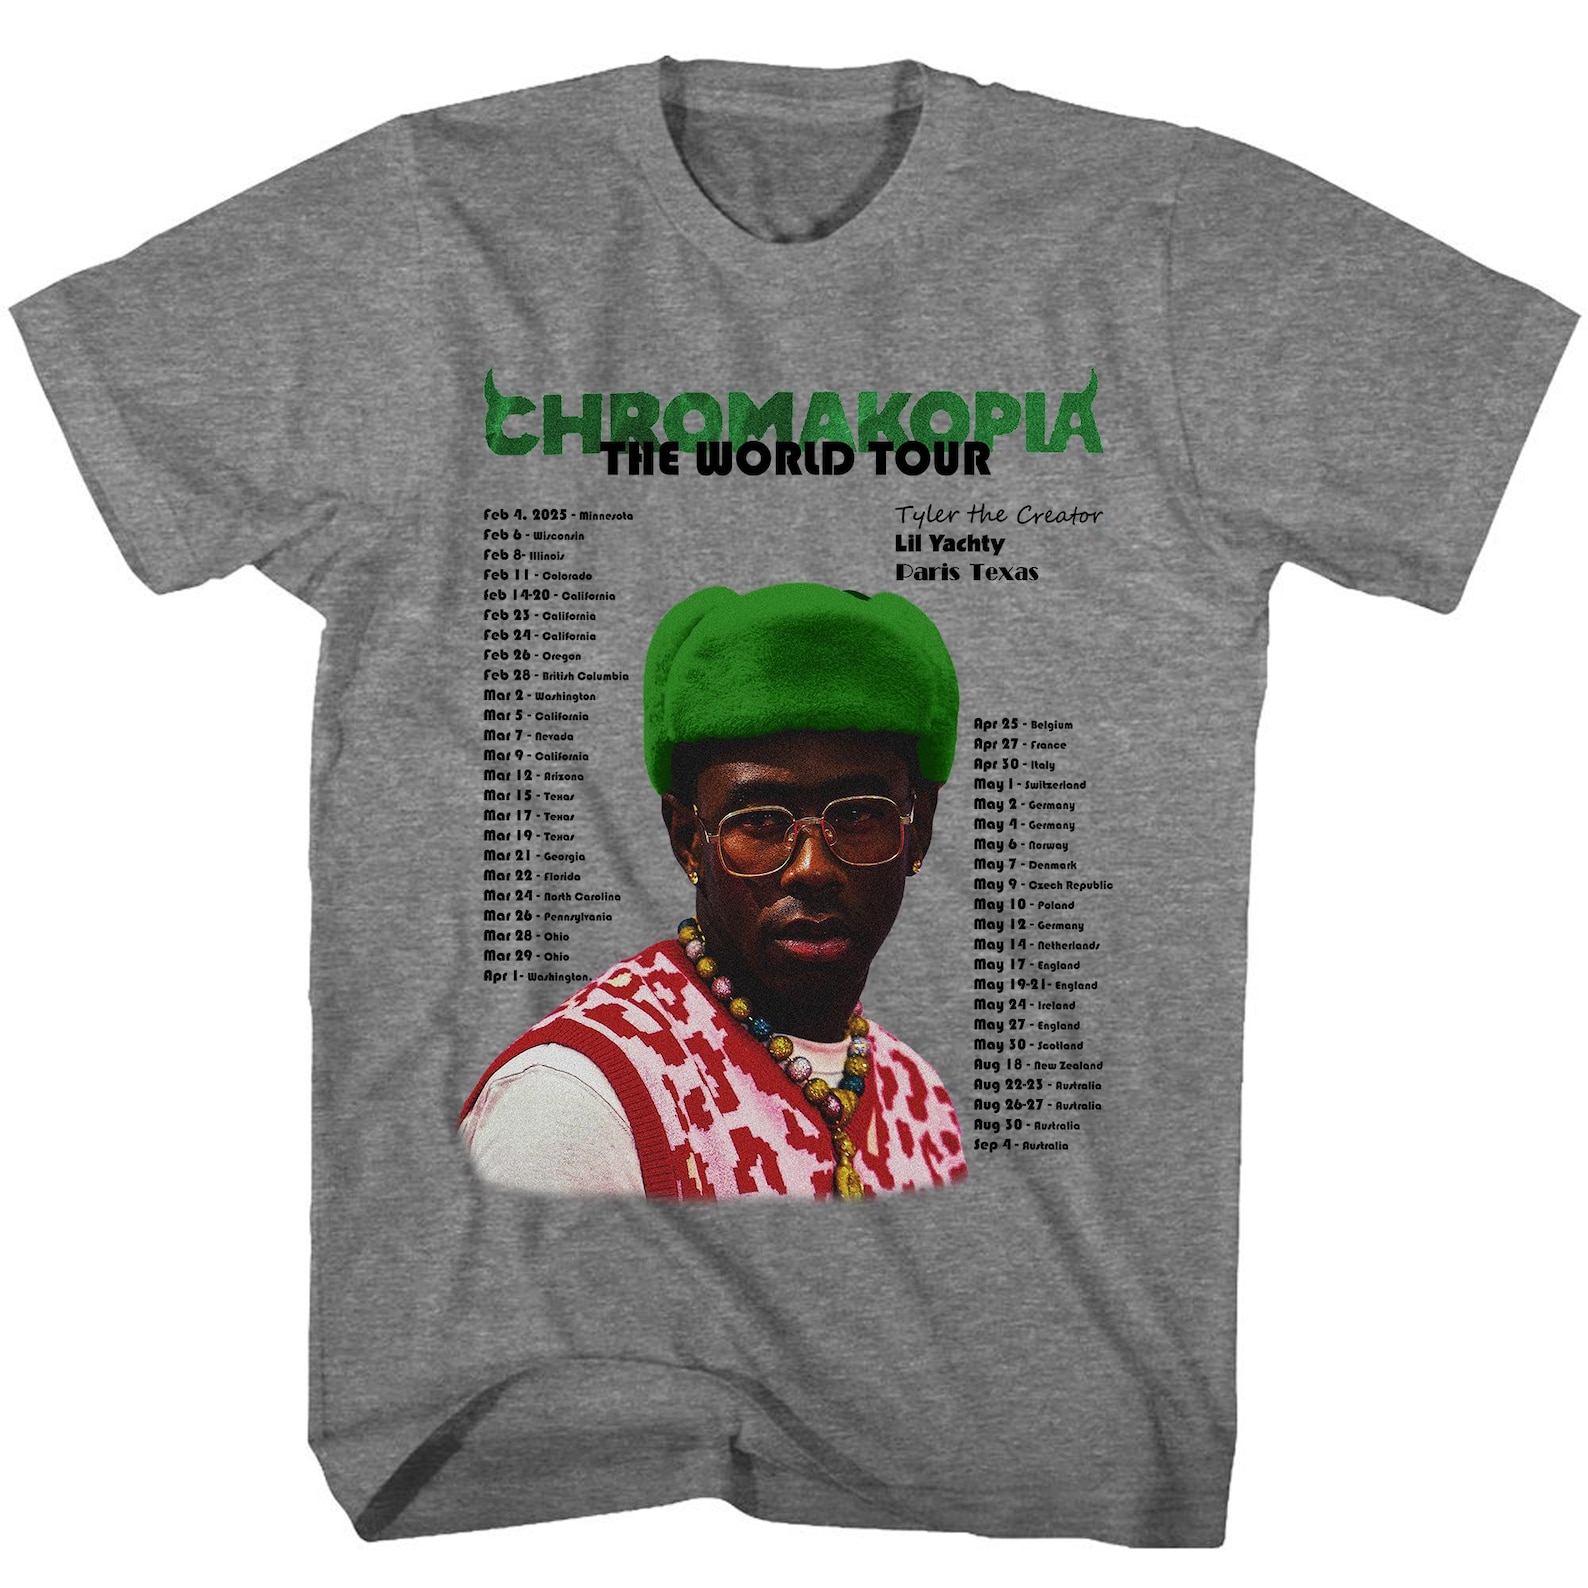 CHROMAKOPIA
THE WORLD TOUR
Feb 4. 2025 - Minnesota
Feb 6 - Wisconsin
Feb 8- Illinois
Feb 11 - Colorado
feb 14-20 - California
Feb 23 - California
Feb 24 - California
Feb 26 - Oregon
Feb 28 - British Columbia
Mar 2 - Washington
Mar 5 - California
Mar 7 - Nevada
Mar 9 - California
Mar 12 - Arizona
Mar 15 - Texas
Mar 17 - Texas
Mar 19 - Texas
Mar 21 - Georgia
Mar 22 - Florida
Mar 24 - North Carolina
Mar 26 - Pennsylvania
Mar 28 - Ohio
Mar 29 - Ohio
Apr 1- Washington.
Tyler the Creator
Lil Yachty
Paris Texas
Apr 25 - Belgium
Apr 27 - France
Apr 30 - Italy
May 1 - Switzerland
May 2 - Germany
May 4 - Germany
May 6 - Norway
May 7 - Denmark
May 9 - Czech Republic
May 10 - Poland
May 12 - Germany
May 14 - Netherlands
May 17 - England
May 19-21- England
May 24 - Ireland
May 27 - England
May 30 - Scotland
Aug 18 - New Zealand
Aug 22-23 - Australia
Aug 26-27 - Australia
Aug 30 - Australia
Sep 4 - Australia